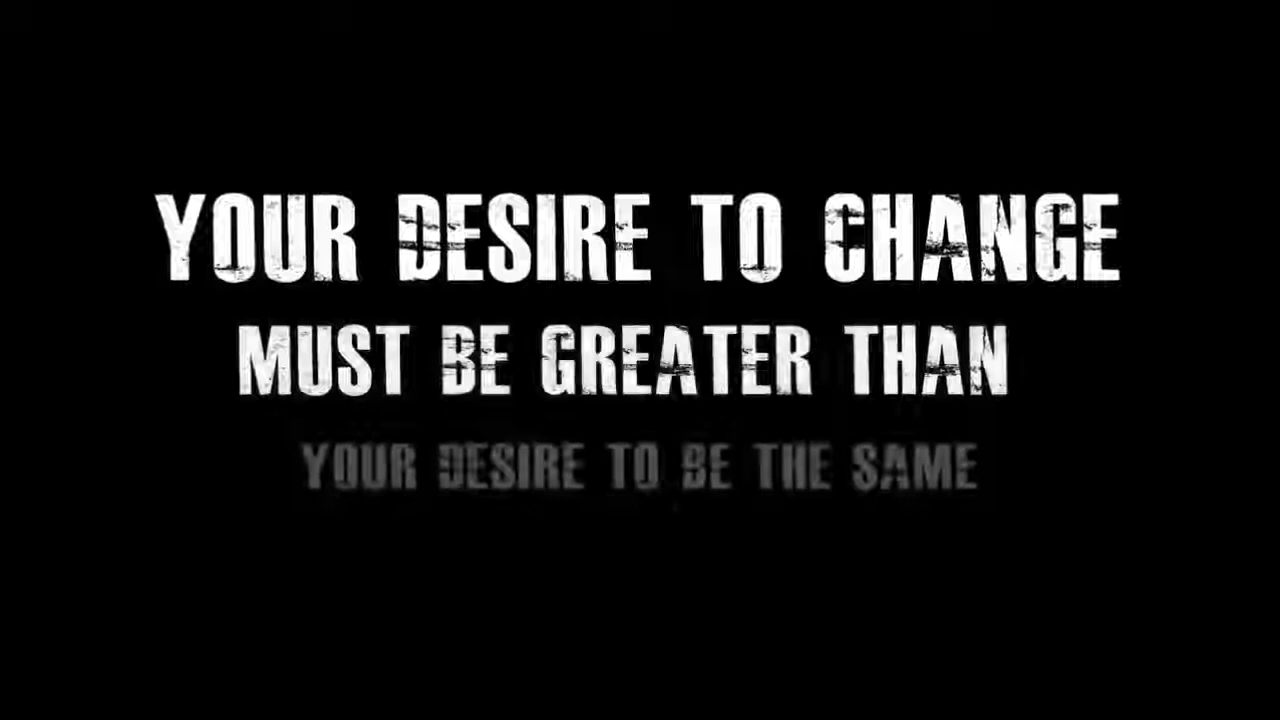 YOUR DESIRE TO CHANGE
MUST BE GREATER THAN
YOUR DESIRE TO BE THE SAME